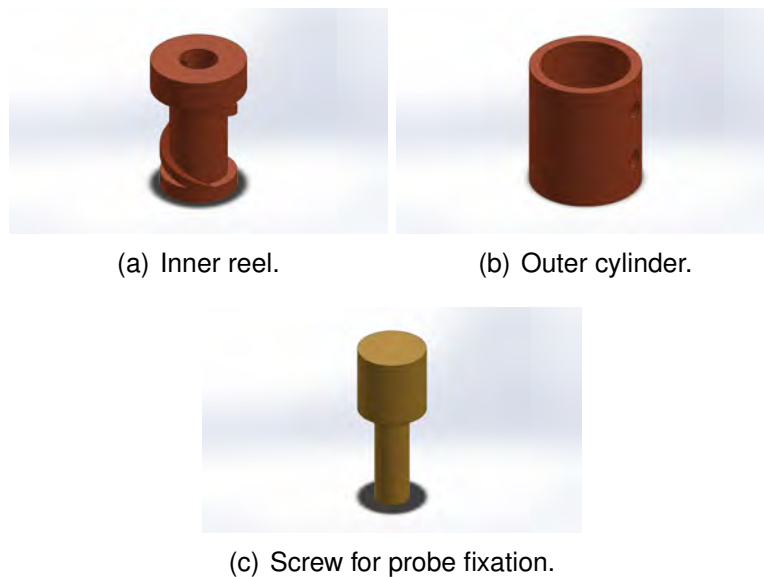 (a) Inner reel.
(b) Outer cylinder.
(c) Screw for probe fixation.